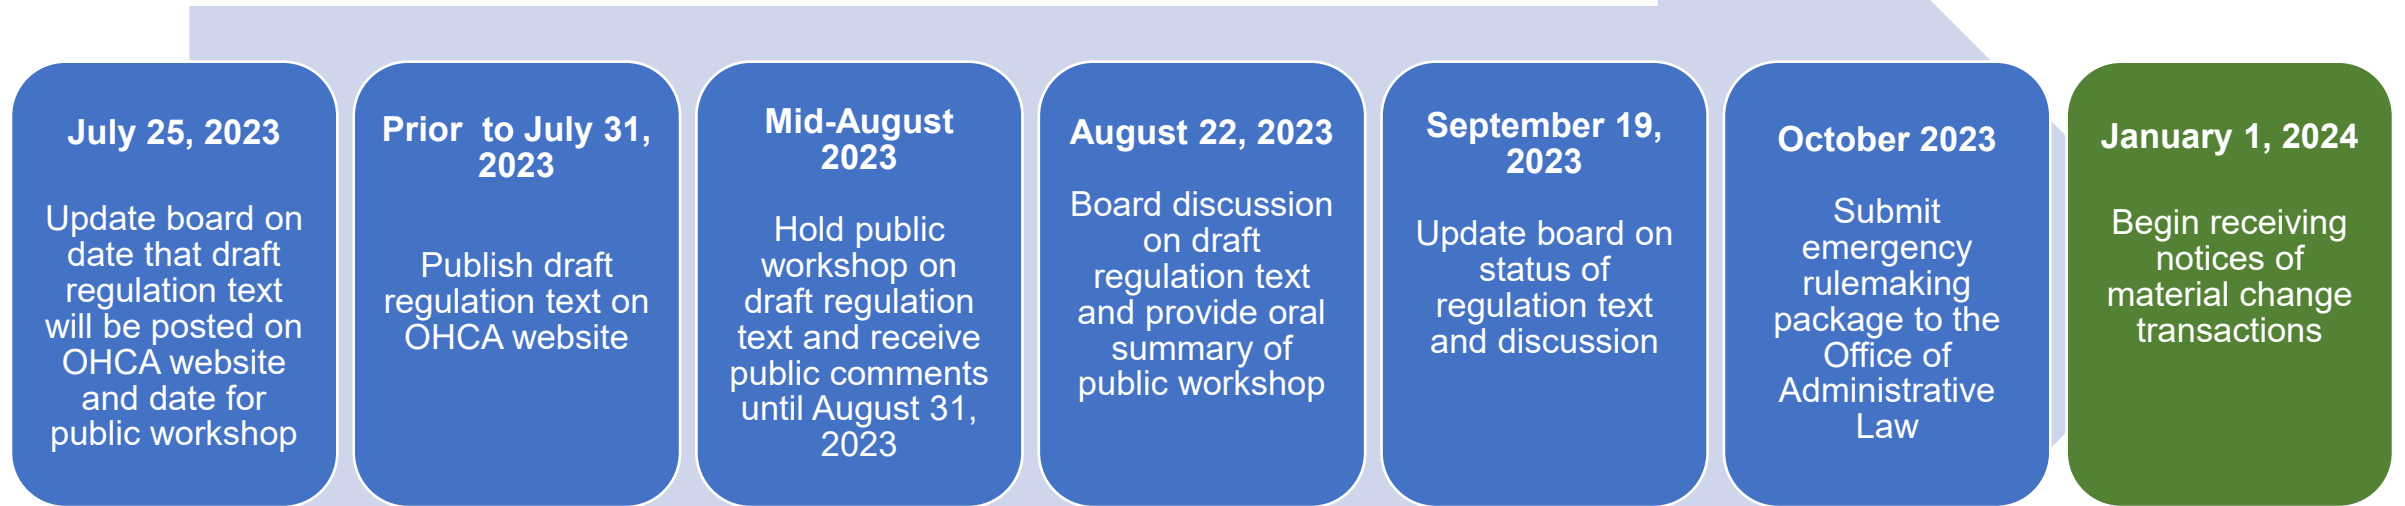 July 25, 2023
Update board on
date that draft
regulation text
will be posted on
OHCA website
and date for
public workshop
Prior  to July 31,
2023
Publish draft
regulation text on
OHCA website
Mid-August
2023
Hold public
workshop on
draft regulation
text and receive
public comments
until August 31,
2023
August 22, 2023
Board discussion
on draft
regulation text
and provide oral
summary of
public workshop
September 19,
2023
Update board on
status of
regulation text
and discussion
October 2023
Submit
emergency
rulemaking
package to the
Office of
Administrative
Law
January 1, 2024
Begin receiving
notices of
material change
transactions